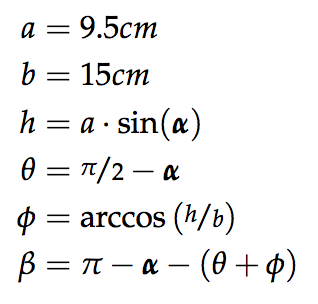 a = 9.5cm
b = 15cm
h = a · sin(α)
θ = π/2 − α
ϕ = arccos (h/b)
β = π − α − (θ + ϕ)